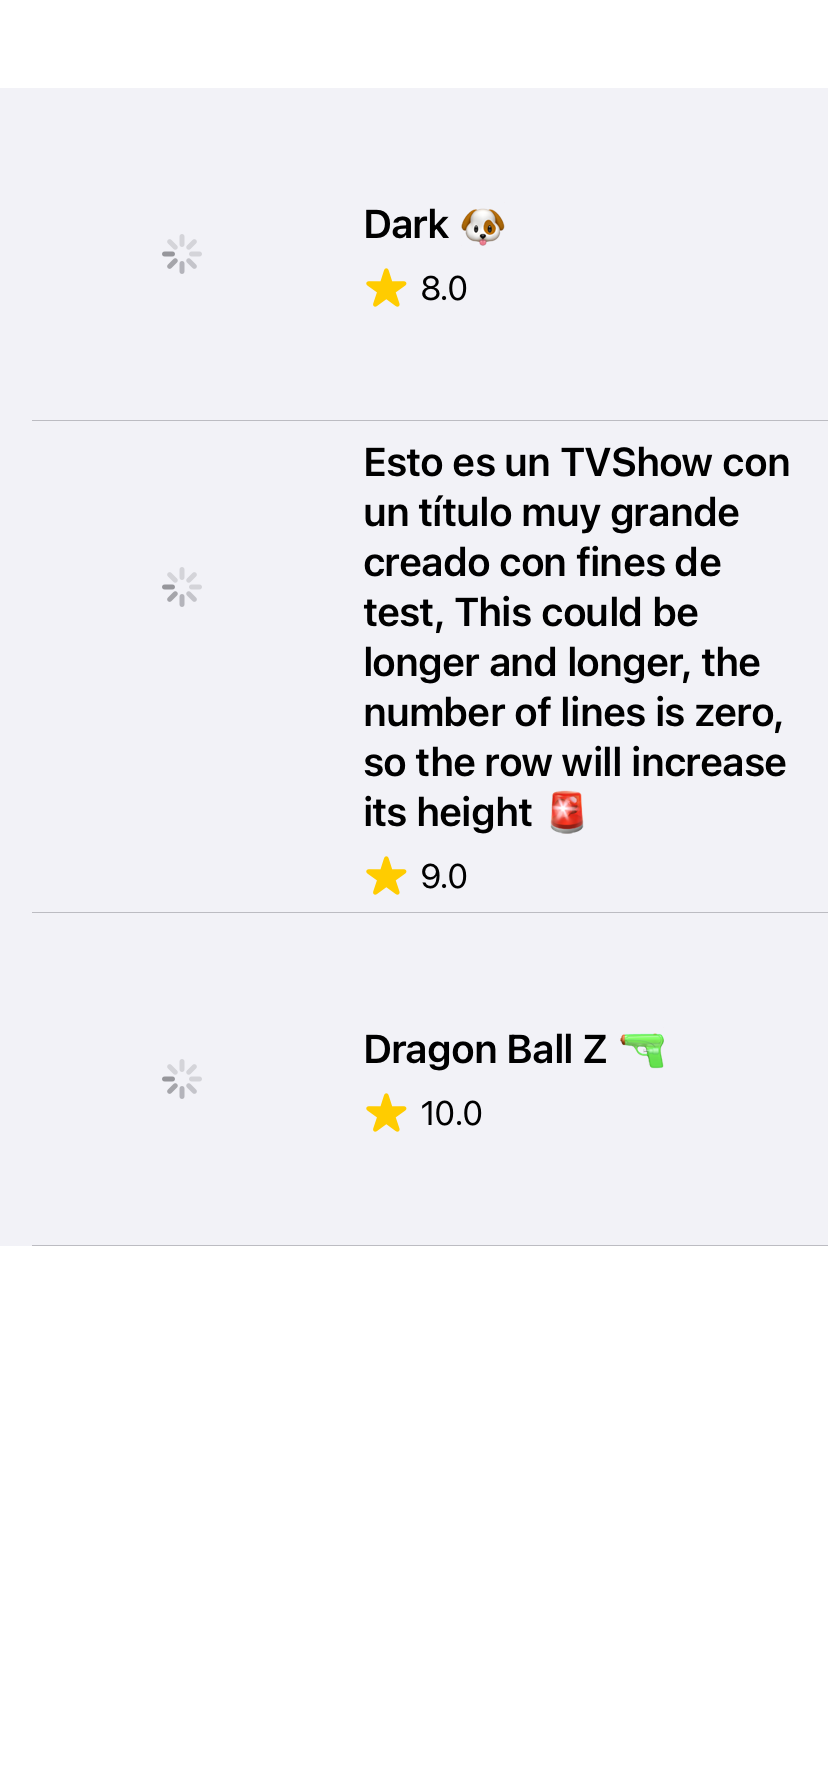 Dark 🐶
⭐ 8.0
Esto es un TVShow con
un título muy grande
creado con fines de
test, This could be
longer and longer, the
number of lines is zero,
so the row will increase
its height 🚨
⭐ 9.0
Dragon Ball Z 🔫
⭐ 10.0